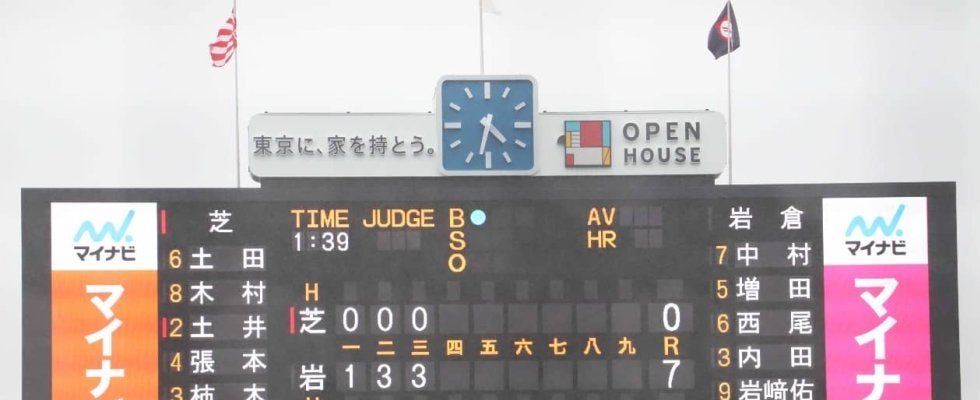 東京に、家を持とう。
OPEN
HOUSE
マイナビ
マイナ
芝
6 土田
8 木村
2 土井
4 張本
3 柿木
TIME JUDGE B
1:39
S
O
AV
HR
H
芝 0 0 0 0
一 二 三 四 五 六 七 八 九 R
岩 1 3 3 7
岩倉
7 中村
5 増田
6 西尾
3 内田
9 岩﨑佑
マイナビ
マイナ